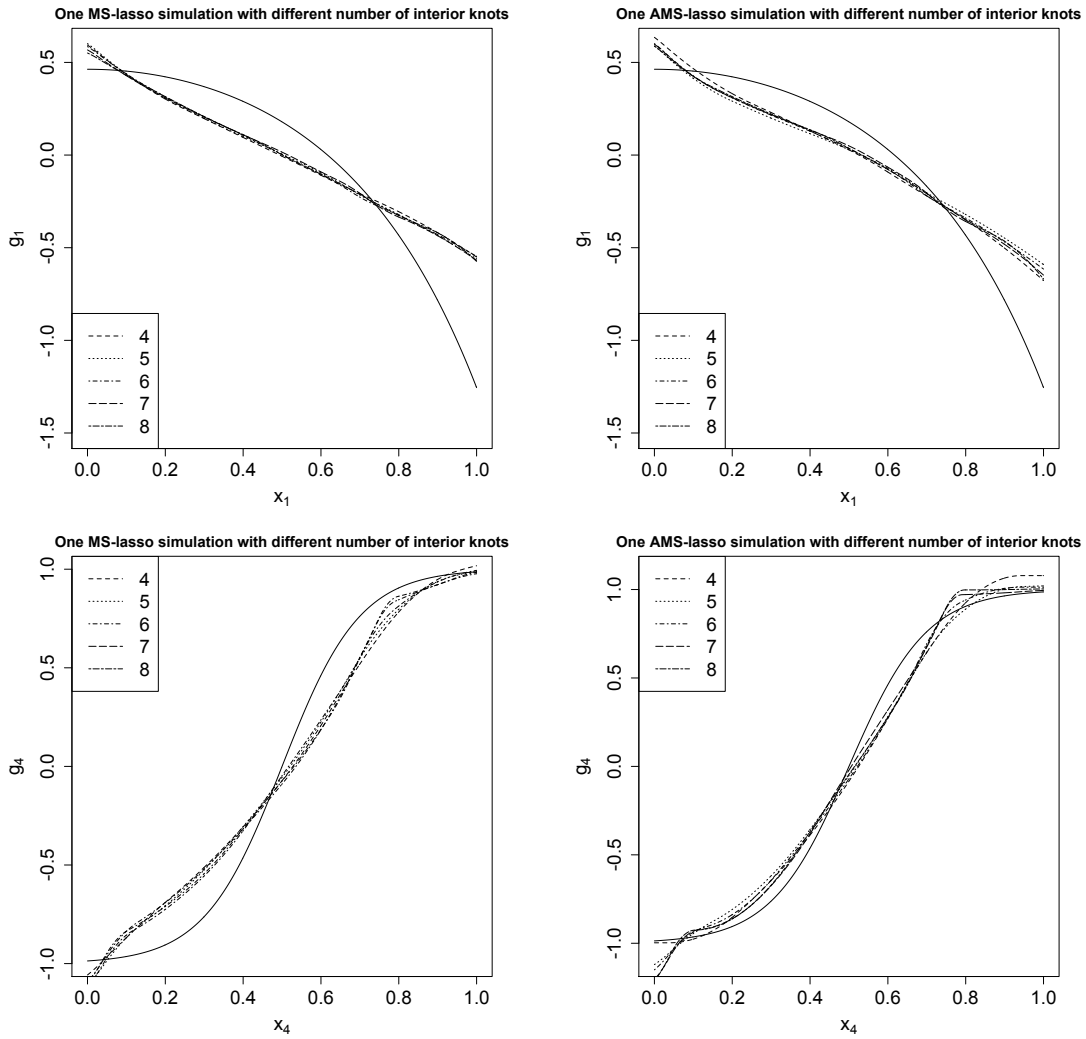 One MS-lasso simulation with different number of interior knots
0.5
0.0
-0.5
-1.0
-1.5
g1
4
5
6
7
8
0.0 0.2 0.4 0.6 0.8 1.0
x1
One AMS-lasso simulation with different number of interior knots
0.5
0.0
-0.5
-1.0
-1.5
g1
4
5
6
7
8
0.0 0.2 0.4 0.6 0.8 1.0
x1
One MS-lasso simulation with different number of interior knots
1.0
0.5
0.0
-0.5
-1.0
g4
4
5
6
7
8
0.0 0.2 0.4 0.6 0.8 1.0
x4
One AMS-lasso simulation with different number of interior knots
1.0
0.5
0.0
-0.5
-1.0
g4
4
5
6
7
8
0.0 0.2 0.4 0.6 0.8 1.0
x4